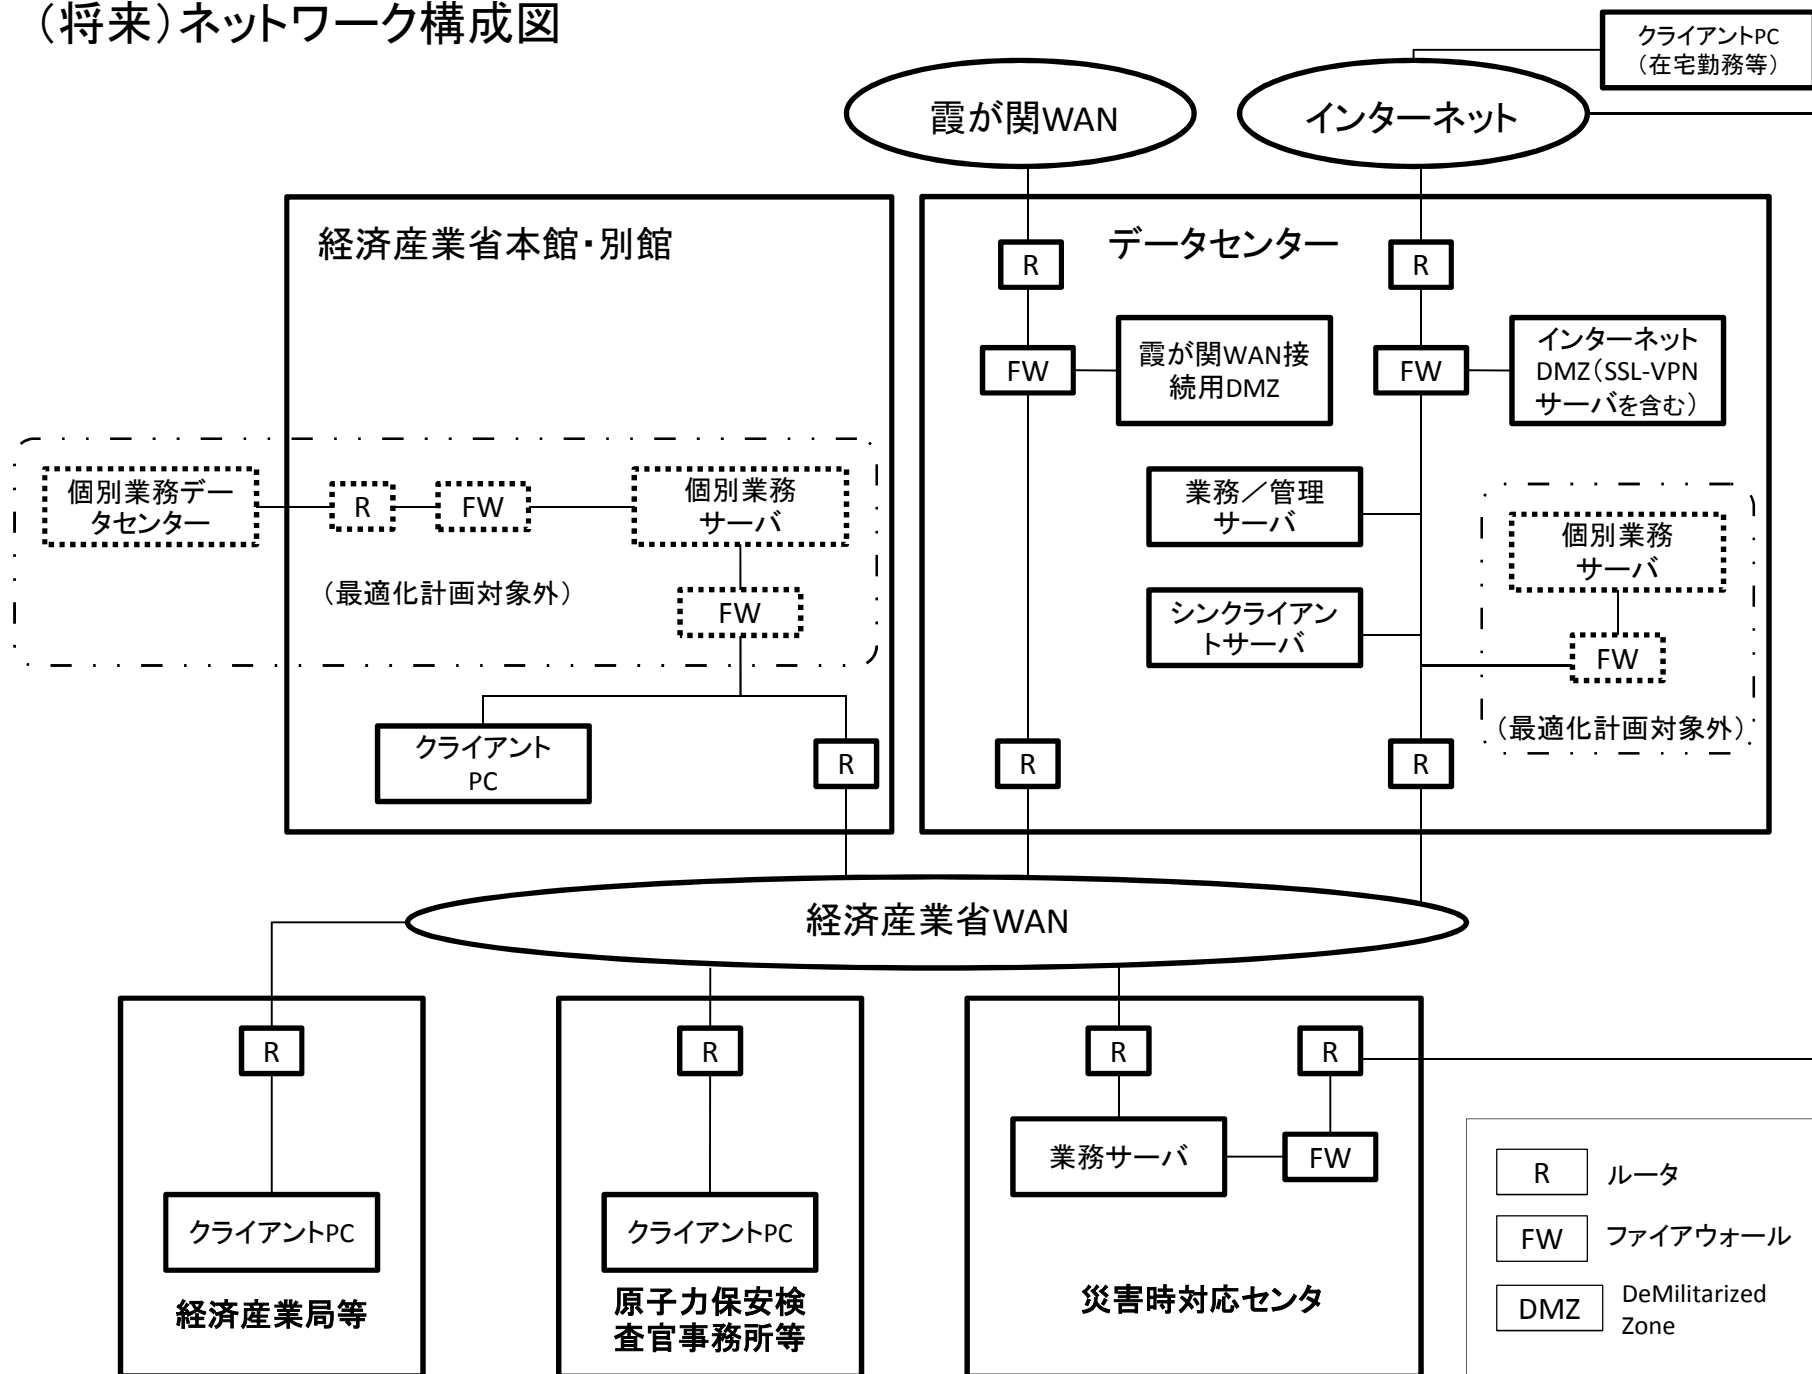 （将来）ネットワーク構成図
クライアントPC
（在宅勤務等）
霞が関WAN
インターネット
経済産業省本館・別館
データセンター
R
R
FW
霞が関WAN接
続用DMZ
FW
インターネット
DMZ（SSL-VPN
サーバを含む）
個別業務デー
タセンター
R
FW
個別業務
サーバ
業務／管理
サーバ
個別業務
サーバ
（最適化計画対象外）
FW
シンクライアン
トサーバ
FW
（最適化計画対象外）
クライアント
PC
R
R
R
経済産業省WAN
R
R
R
R
業務サーバ
FW
クライアントPC
クライアントPC
経済産業局等
原子力保安検
査官事務所等
災害時対応センタ
R
ルータ
FW
ファイアウォール
DMZ
DeMilitarized
Zone